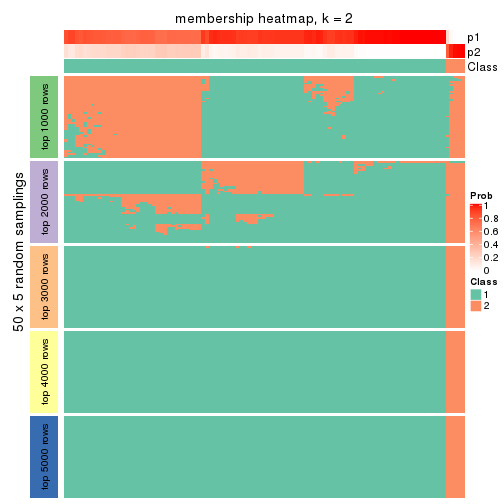 membership heatmap, k = 2
p1
p2
Class
50 x 5 random samplings
top 1000 rows
top 2000 rows
top 3000 rows
top 4000 rows
top 5000 rows
Prob
1
0.8
0.6
0.4
0.2
0
Class
1
2